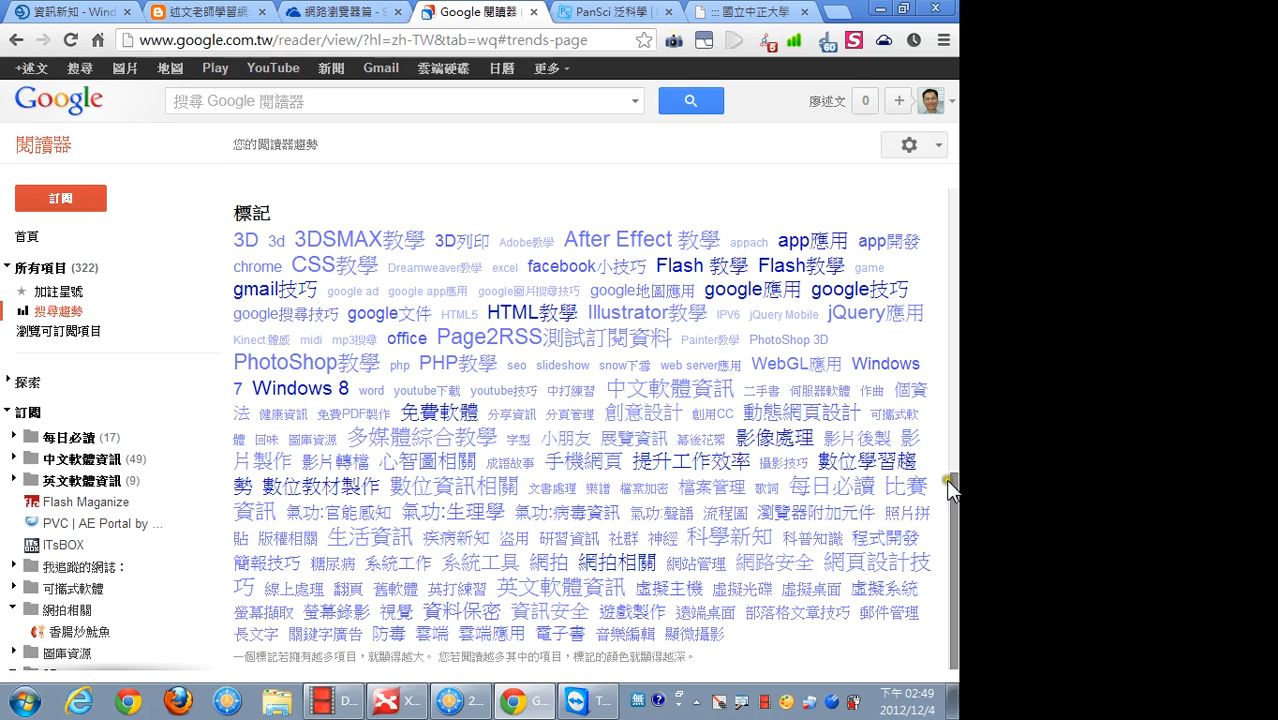 資訊新知 - Wind
述文老師學習網
網路瀏覽器篇 - S
Google 閱讀器 (
PanSci 泛科學 |
::: 國立中正大學
www.google.com.tw/reader/view/?hl=zh-TW&tab=wq#trends-page
5
60
+述文 搜尋 圖片 地圖 Play YouTube 新聞 Gmail 雲端硬碟 日曆 更多
Google
搜尋 Google 閱讀器
廖述文 0 +
閱讀器
您的閱讀器趨勢
訂閱
首頁
所有項目 (322)
加註星號
搜尋趨勢
瀏覽可訂閱項目
探索
訂閱
每日必讀 (17)
中文軟體資訊 (49)
英文軟體資訊 (9)
Flash Maganize
PVC | AE Portal by ...
ITsBOX
我追蹤的網誌：
可攜式軟體
網拍相關
香腸炒魷魚
圖庫資源
標記
3D 3d 3DSMAX教學 3D列印 Adobe教學 After Effect 教學 appach app應用 app開發
chrome CSS教學 Dreamweaver教學 excel facebook小技巧 Flash 教學 Flash教學 game
gmail技巧 google ad google app應用 google圖片搜尋技巧 google地圖應用 google應用 google技巧
google搜尋技巧 google文件 HTML5 HTML教學 Illustrator教學 IPV6 jQuery Mobile jQuery應用
Kinect 體感 midi mp3搜尋 office Page2RSS測試訂閱資料 Painter教學 PhotoShop 3D
PhotoShop教學 php PHP教學 seo slideshow snow下雪 web server應用 WebGL應用 Windows
7 Windows 8 word youtube下載 youtube技巧 中打練習 中文軟體資訊 二手書 伺服器軟體 作曲 個資
法 健康資訊 免費PDF製作 免費軟體 分享資訊 分頁管理 創意設計 創用CC 動態網頁設計 可攜式軟
體 回味 圖庫資源 多媒體綜合教學 字型 小朋友 展覽資訊 幕後花絮 影像處理 影片後製 影
片製作 影片轉檔 心智圖相關 成語故事 手機網頁 提升工作效率 攝影技巧 數位學習趨
勢 數位教材製作 數位資訊相關 文書處理 樂譜 檔案加密 檔案管理 歌詞 每日必讀 比賽
資訊 氣功:官能感知 氣功:生理學 氣功:病毒資訊 氣功:聲語 流程圖 瀏覽器附加元件 照片拼
貼 版權相關 生活資訊 疾病新知 盜用 研習資訊 社群 神經 科學新知 科普知識 程式開發
簡報技巧 糖尿病 系統工作 系統工具 網拍 網拍相關 網站管理 網路安全 網頁設計技
巧 線上處理 翻頁 舊軟體 英打練習 英文軟體資訊 虛擬主機 虛擬光碟 虛擬桌面 虛擬系統
螢幕擷取 螢幕錄影 視覺 資料保密 資訊安全 遊戲製作 遠端桌面 部落格文章技巧 郵件管理
長文字 關鍵字廣告 防毒 雲端 雲端應用 電子書 音樂編輯 顯微攝影
一個標記若擁有越多項目，就顯得越大。 您若閱讀越多其中的項目，標記的顏色就顯得越深。
D...
X...
2...
G...
T...
無
下午 02:49
2012/12/4